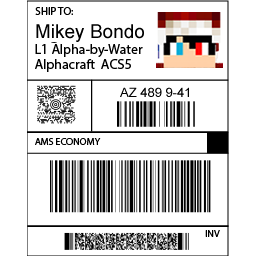 SHIP TO:
Mikey Bondo
L1 Alpha-by-Water
Alphacraft ACS5
AZ 489 9-41
AMS ECONOMY
INV